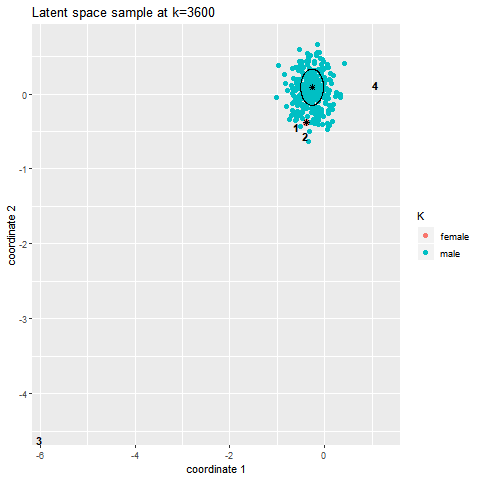 Latent space sample at k=3600
0
-1
-2
-3
-4
coordinate 2
4
1
2
3
-6
-4
-2
0
coordinate 1
K
female
male